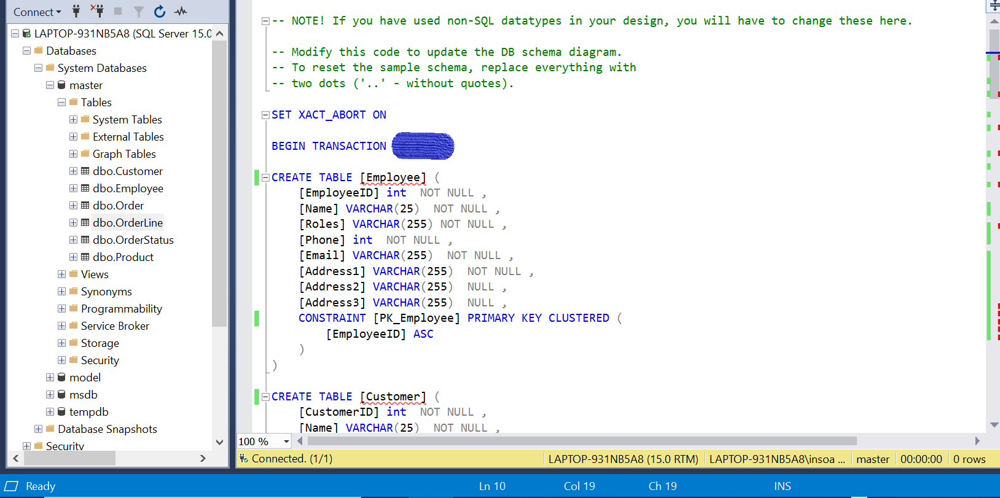 Connect
LAPTOP-931NB5A8 (SQL Server 15.0
Databases
System Databases
master
Tables
System Tables
External Tables
Graph Tables
dbo.Customer
dbo.Employee
dbo.Order
dbo.OrderLine
dbo.OrderStatus
dbo.Product
Views
Synonyms
Programmability
Service Broker
Storage
Security
model
msdb
tempdb
Database Snapshots
Security
-- NOTE! If you have used non-SQL datatypes in your design, you will have to change these here.
-- Modify this code to update the DB schema diagram.
-- To reset the sample schema, replace everything with
-- two dots ('..' - without quotes).
SET XACT_ABORT ON
BEGIN TRANSACTION
CREATE TABLE [Employee] (
[EmployeeID] int  NOT NULL ,
[Name] VARCHAR(25)  NOT NULL ,
[Roles] VARCHAR(255) NOT NULL ,
[Phone] int  NOT NULL ,
[Email] VARCHAR(255)  NOT NULL ,
[Address1] VARCHAR(255)  NOT NULL ,
[Address2] VARCHAR(255)  NULL ,
[Address3] VARCHAR(255)  NULL ,
CONSTRAINT [PK_Employee] PRIMARY KEY CLUSTERED (
[EmployeeID] ASC
)
)
CREATE TABLE [Customer] (
[CustomerID] int  NOT NULL ,
[Name] VARCHAR(25)  NOT NULL ,
100 %
Connected. (1/1)
LAPTOP-931NB5A8 (15.0 RTM)
LAPTOP-931NB5A8\insoa ...
master
00:00:00
0 rows
Ready
Ln 10
Col 19
Ch 19
INS